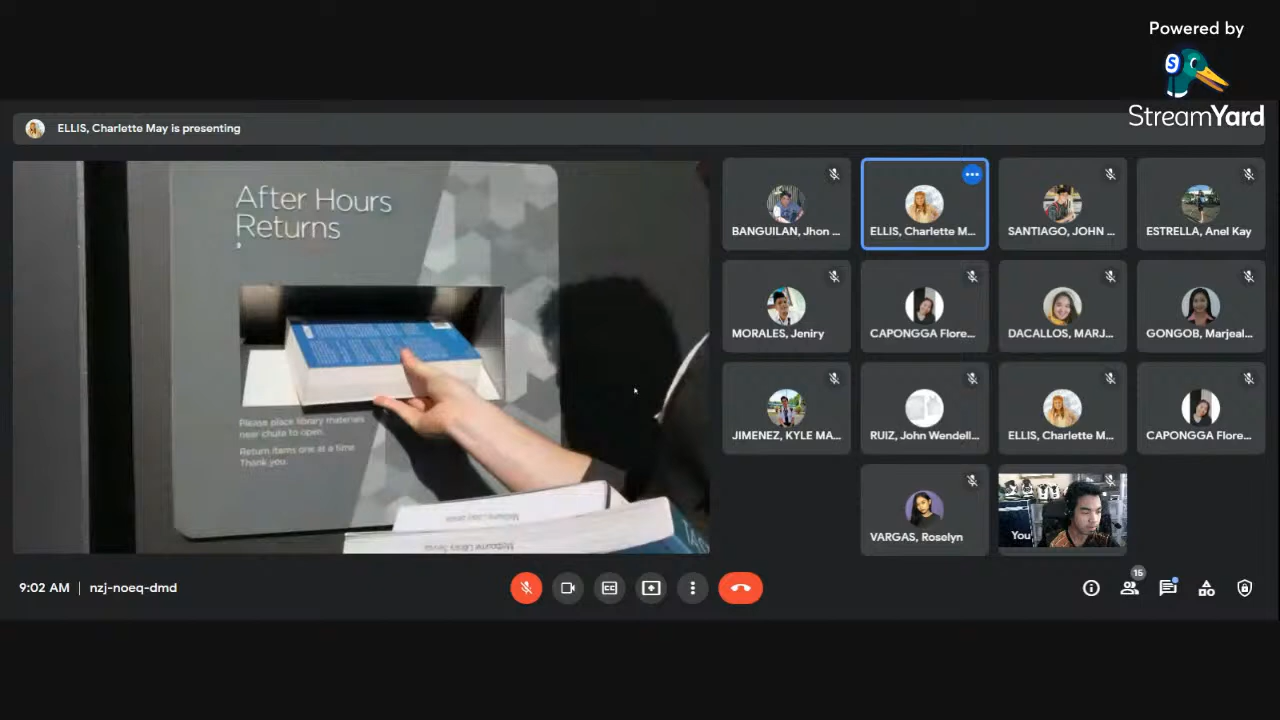 Powered by
S
StreamYard
ELLIS, Charlette May is presenting
After Hours
Returns
Please place library materials
near chute to open.
Return items one at a time
Thank you.
BANGUILAN, Jhon ...
ELLIS, Charlette M...
SANTIAGO, JOHN ...
ESTRELLA, Anel Kay
MORALES, Jeniry
CAPONGGA Flore...
DACALLOS, MARJ...
GONGOB, Marjeal...
JIMENEZ, KYLE MA...
RUIZ, John Wendell...
ELLIS, Charlette M...
CAPONGGA Flore...
VARGAS, Roselyn
You
9:02 AM | nzj-noeq-dmd
CC
15